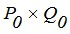 P₀ × Q₀